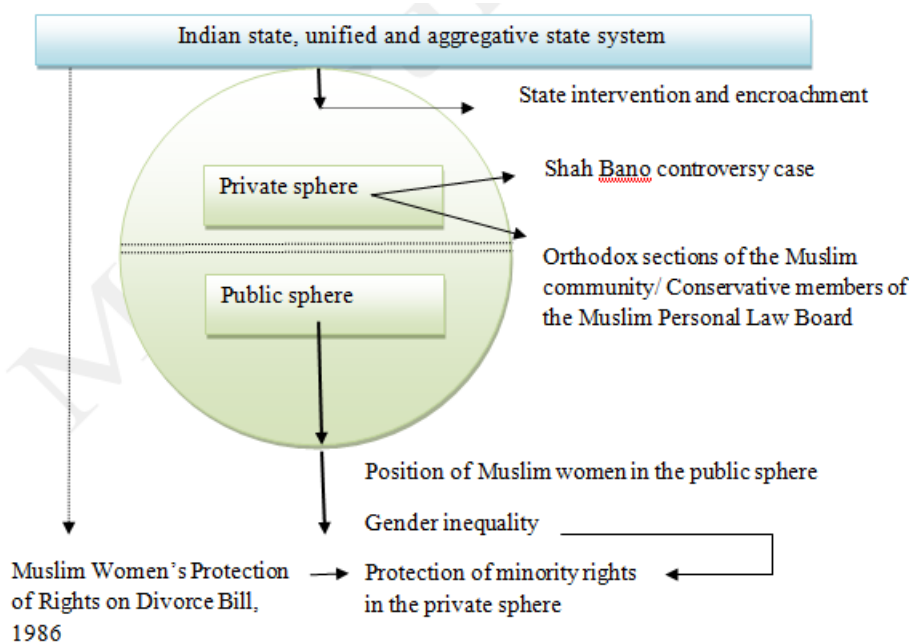 Indian state, unified and aggregative state system
State intervention and encroachment
Shah Bano controversy case
Private sphere
Orthodox sections of the Muslim
community/ Conservative members of
the Muslim Personal Law Board
Public sphere
Position of Muslim women in the public sphere
Gender inequality
Muslim Women's Protection
of Rights on Divorce Bill,
1986
Protection of minority rights
in the private sphere